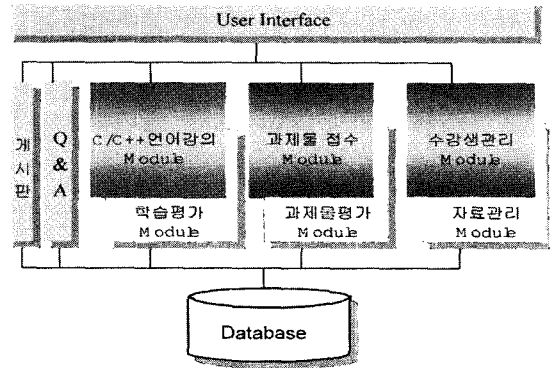 User Interface
게시판
Q & A
C/C++언어강의
Module
학습평가
Module
과제물 접수
Module
과제물평가
Module
수강생관리
Module
자료관리
Module
Database